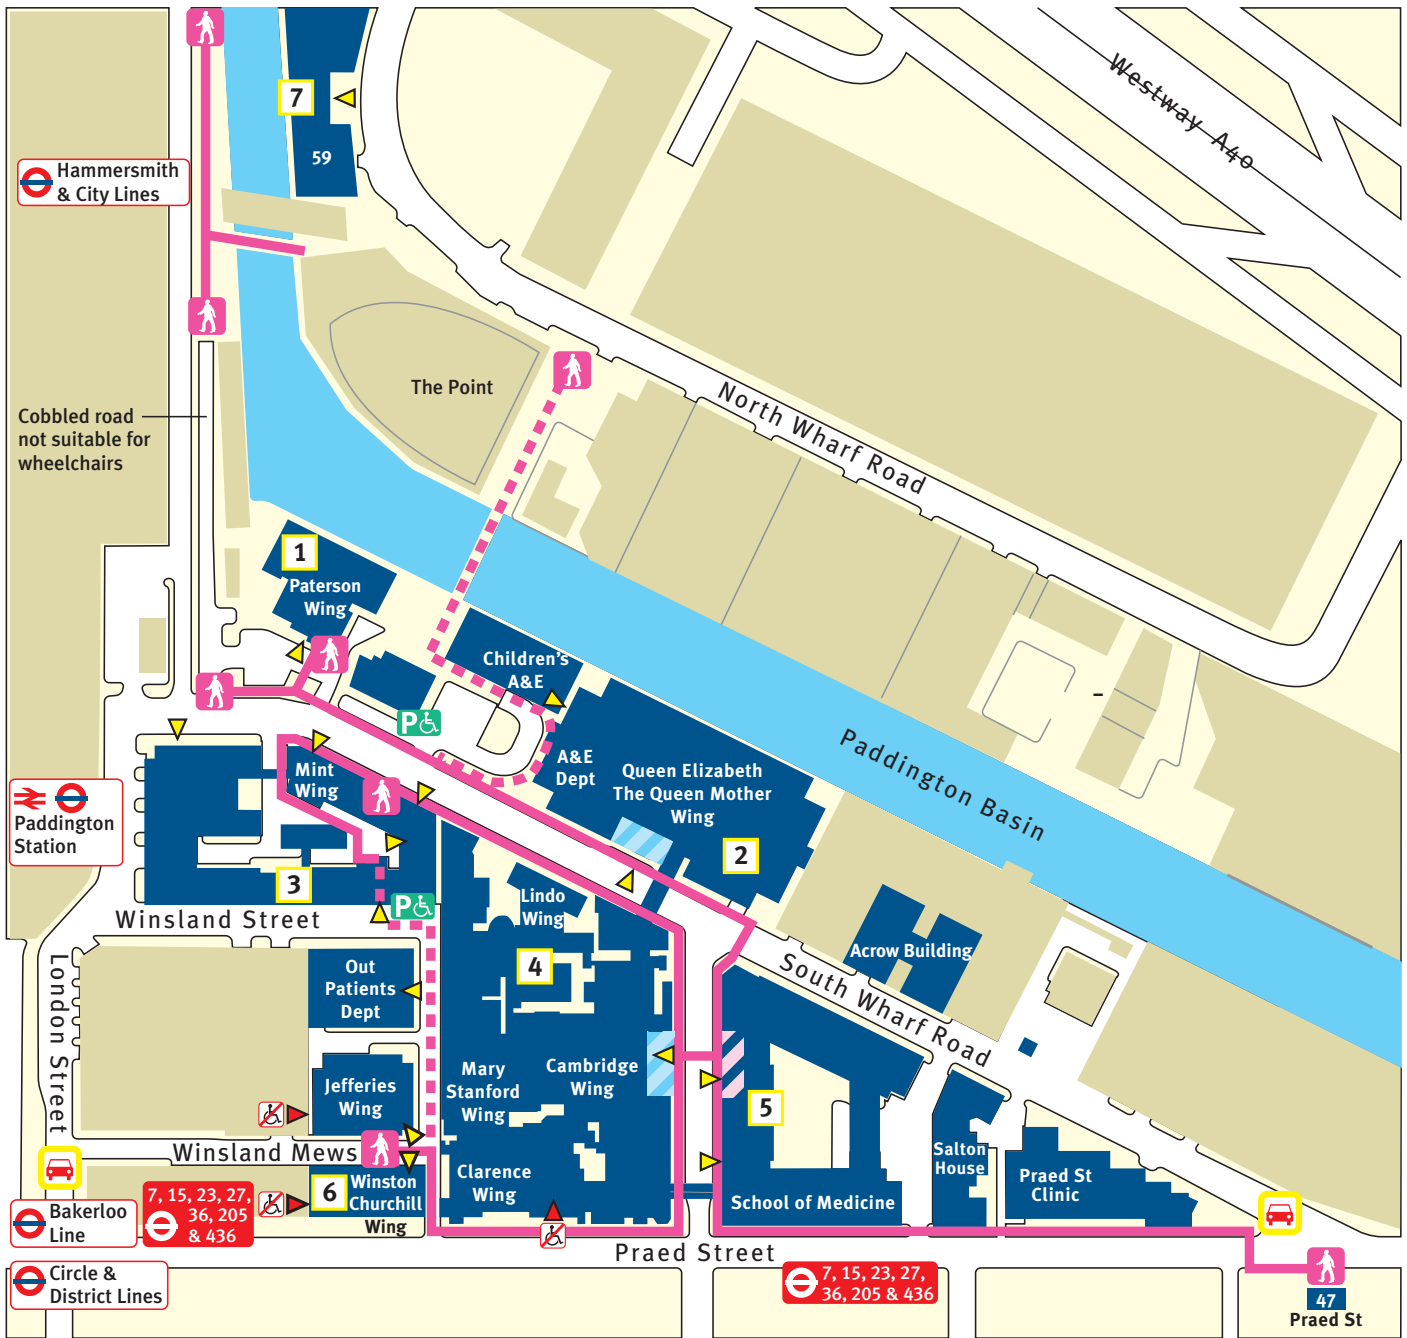 7
59
Westway A40
Hammersmith
& City Lines
The Point
North Wharf Road
Cobbled road
not suitable for
wheelchairs
1
Paterson
Wing
Children's
A&E
P
A&E
Dept
Queen Elizabeth
The Queen Mother
Wing
2
Paddington Basin
Mint
Wing
Paddington
Station
3
P
Winsland Street
Lindo
Wing
4
Acrow Building
South Wharf Road
London Street
Out
Patients
Dept
Jefferies
Wing
Mary
Stanford
Wing
Cambridge
Wing
5
Winsland Mews
6
Winston
Churchill
Wing
Clarence
Wing
School of Medicine
Salton
House
Praed St
Clinic
Bakerloo
Line
7, 15, 23, 27,
36, 205
& 436
Praed Street
Circle &
District Lines
7, 15, 23, 27,
36, 205 & 436
47
Praed St